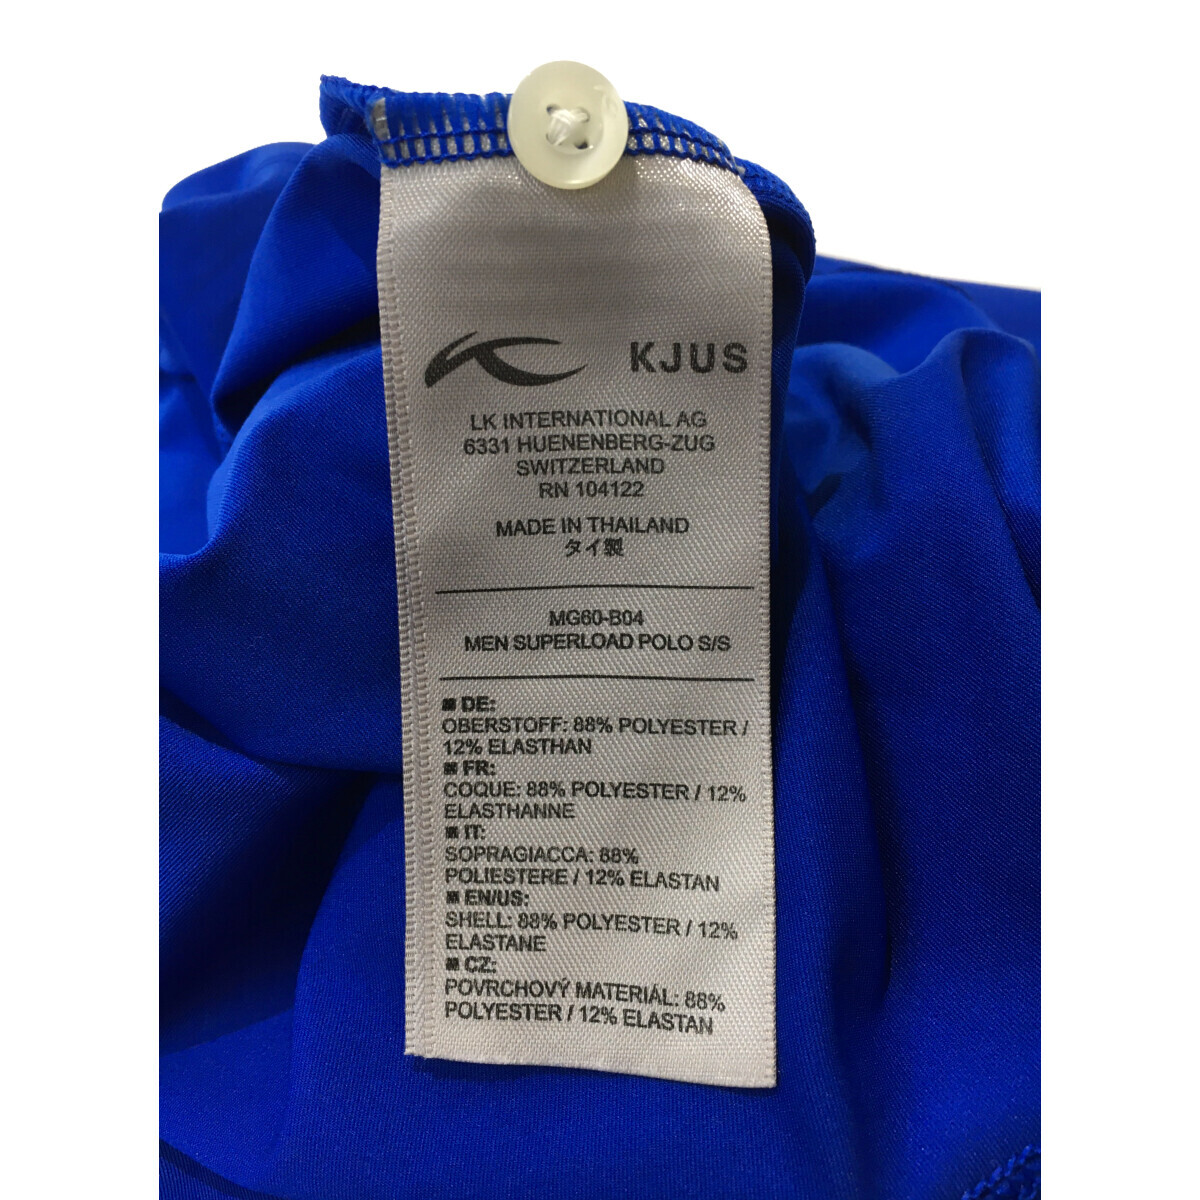 KJUS
LK INTERNATIONAL AG
6331 HUENENBERG-ZUG
SWITZERLAND
RN 104122
MADE IN THAILAND
タイ製
MG60-B04
MEN SUPERLOAD POLO S/S
■ DE:
OBERSTOFF: 88% POLYESTER /
12% ELASTHAN
■ FR:
COQUE: 88% POLYESTER / 12%
ELASTHANNE
■ IT:
SOPRAGIACCA: 88%
POLIESTERE / 12% ELASTAN
■ EN/US:
SHELL: 88% POLYESTER / 12%
ELASTANE
■ CZ:
POVRCHOVÝ MATERIÁL: 88%
POLYESTER / 12% ELASTAN